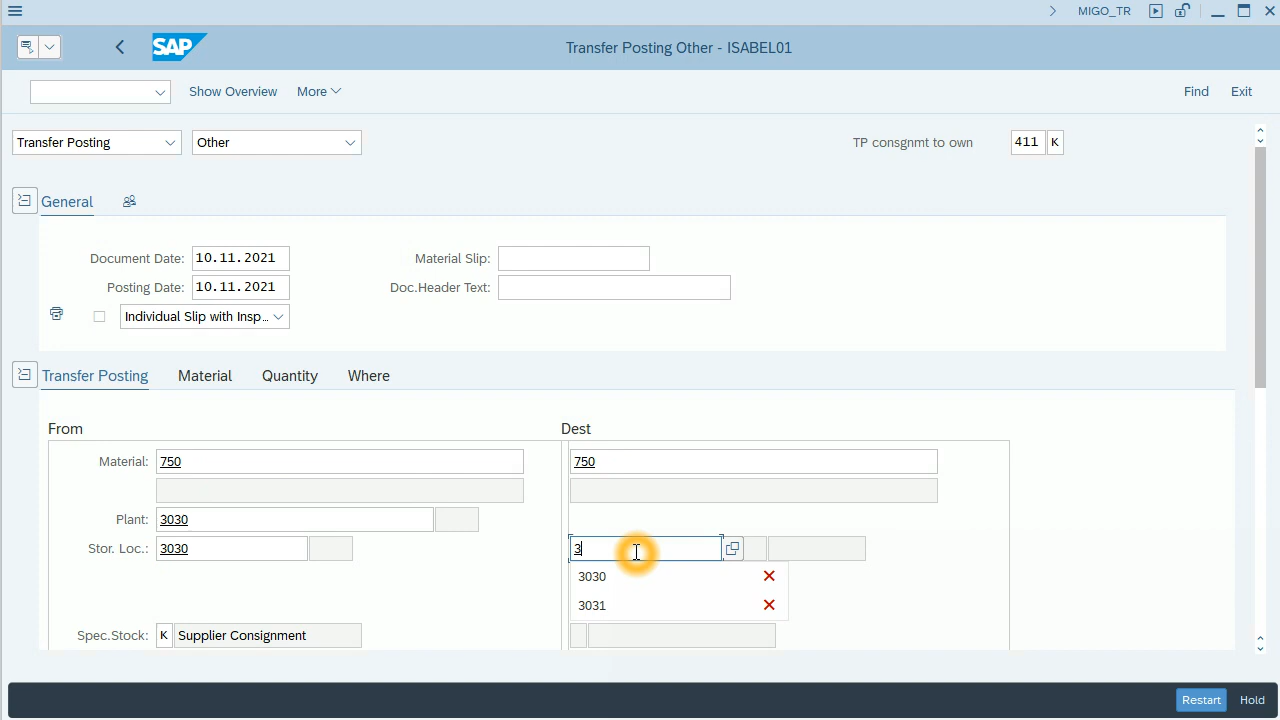 MIGO_TR
SAP
Transfer Posting Other - ISABEL01
Show Overview More Find Exit
Transfer Posting Other TP consgnmt to own 411 K
General
Document Date: 10.11.2021 Material Slip:
Posting Date: 10.11.2021 Doc.Header Text:
Individual Slip with Insp...
Transfer Posting Material Quantity Where
From Dest
Material: 750 750
Plant: 3030
Stor. Loc.: 3030 3
3030
3031
Spec.Stock: K Supplier Consignment
Restart Hold